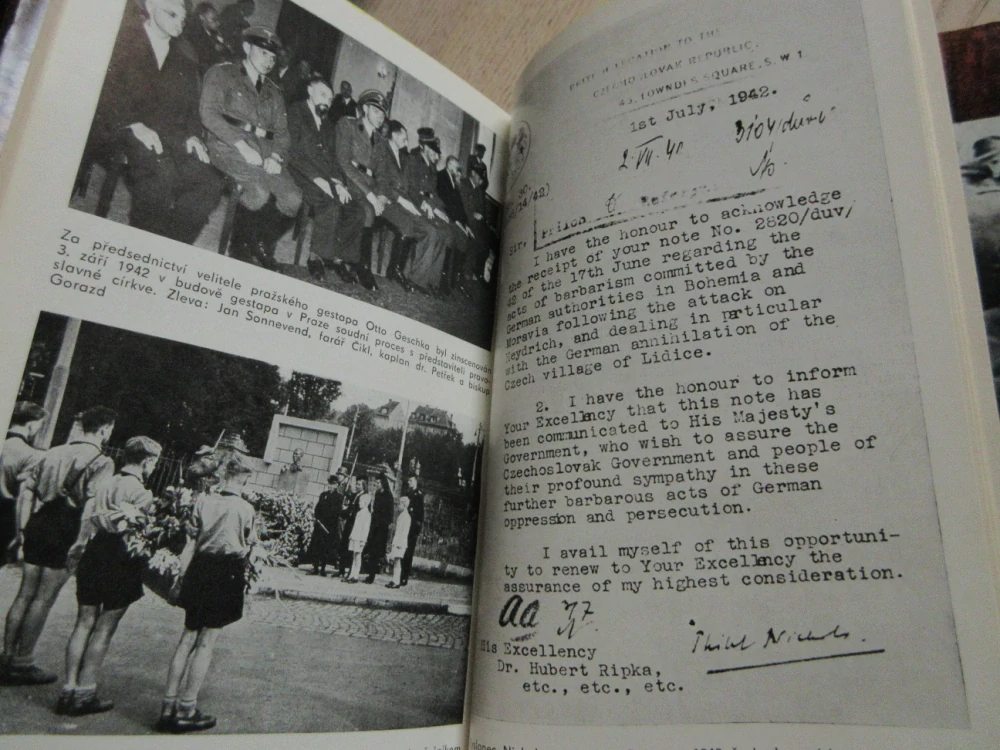 Za předsednictví velitele pražského gestapa Otto Geschka byl zinscenován
3. září 1942 v budově gestapa v Praze soudní proces s představiteli pravo-
slavné církve. Zleva: Jan Sonnevend, farář Čikl, kaplan dr. Petřek a biskup
Gorazd
BRITISH LEGATION TO THE
CZECHOSLOVAK REPUBLIC.
43, LOWNDES SQUARE, S.W 1.
1st July, 1942.
Sir,
I have the honour to acknowledge
the receipt of your note No. 2820/duv/
42 of the 17th June regarding the
acts of barbarism committed by the
German authorities in Bohemia and
Moravia following the attack on
Heydrich, and dealing in particular
with the German annihilation of the
Czech village of Lidice.
2. I have the honour to inform
Your Excellency that this note has
been communicated to His Majesty's
Government, who wish to assure the
Czechoslovak Government and people of
their profound sympathy in these
further barbarous acts of German
oppression and persecution.
I avail myself of this opportuni-
ty to renew to Your Excellency the
assurance of my highest consideration.
His Excellency
Dr. Hubert Ripka,
etc., etc., etc.